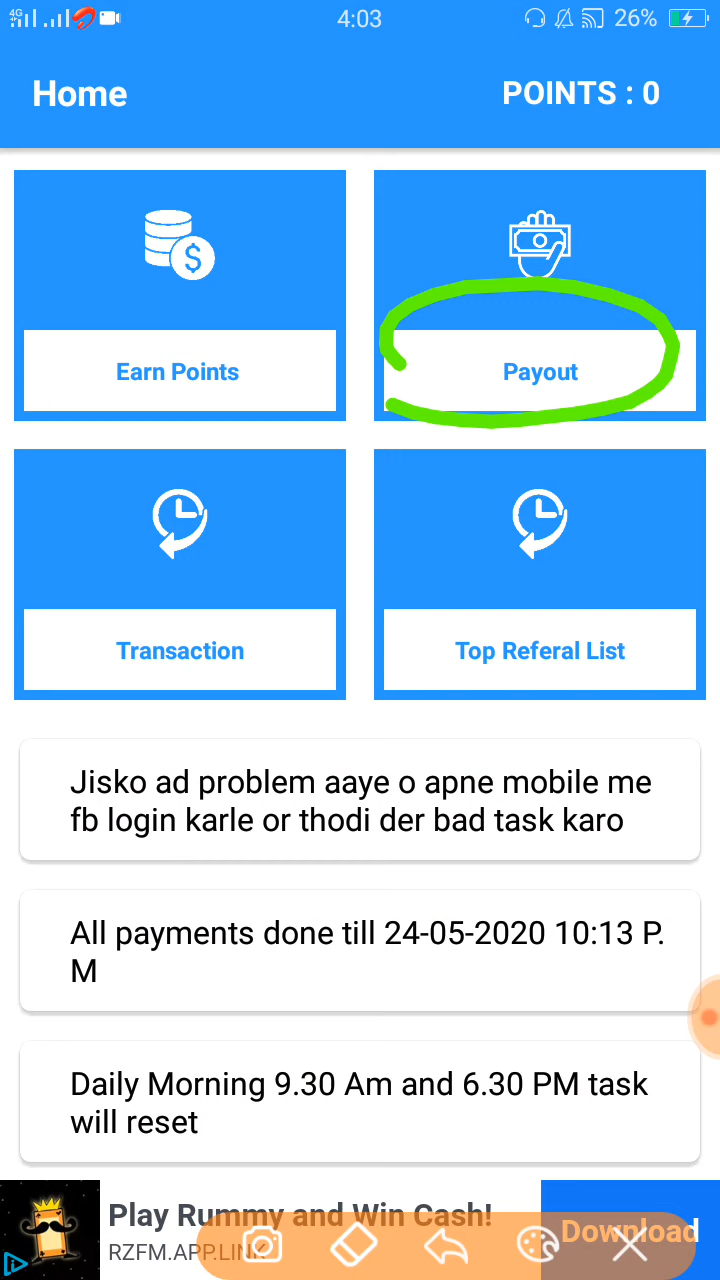 4G 4:03 26%
Home POINTS : 0
Earn Points Payout
Transaction Top Referal List
Jisko ad problem aaye o apne mobile me
fb login karle or thodi der bad task karo
All payments done till 24-05-2020 10:13 P.
M
Daily Morning 9.30 Am and 6.30 PM task
will reset
Play Rummy and Win Cash!
RZFM.APP.LINK Download